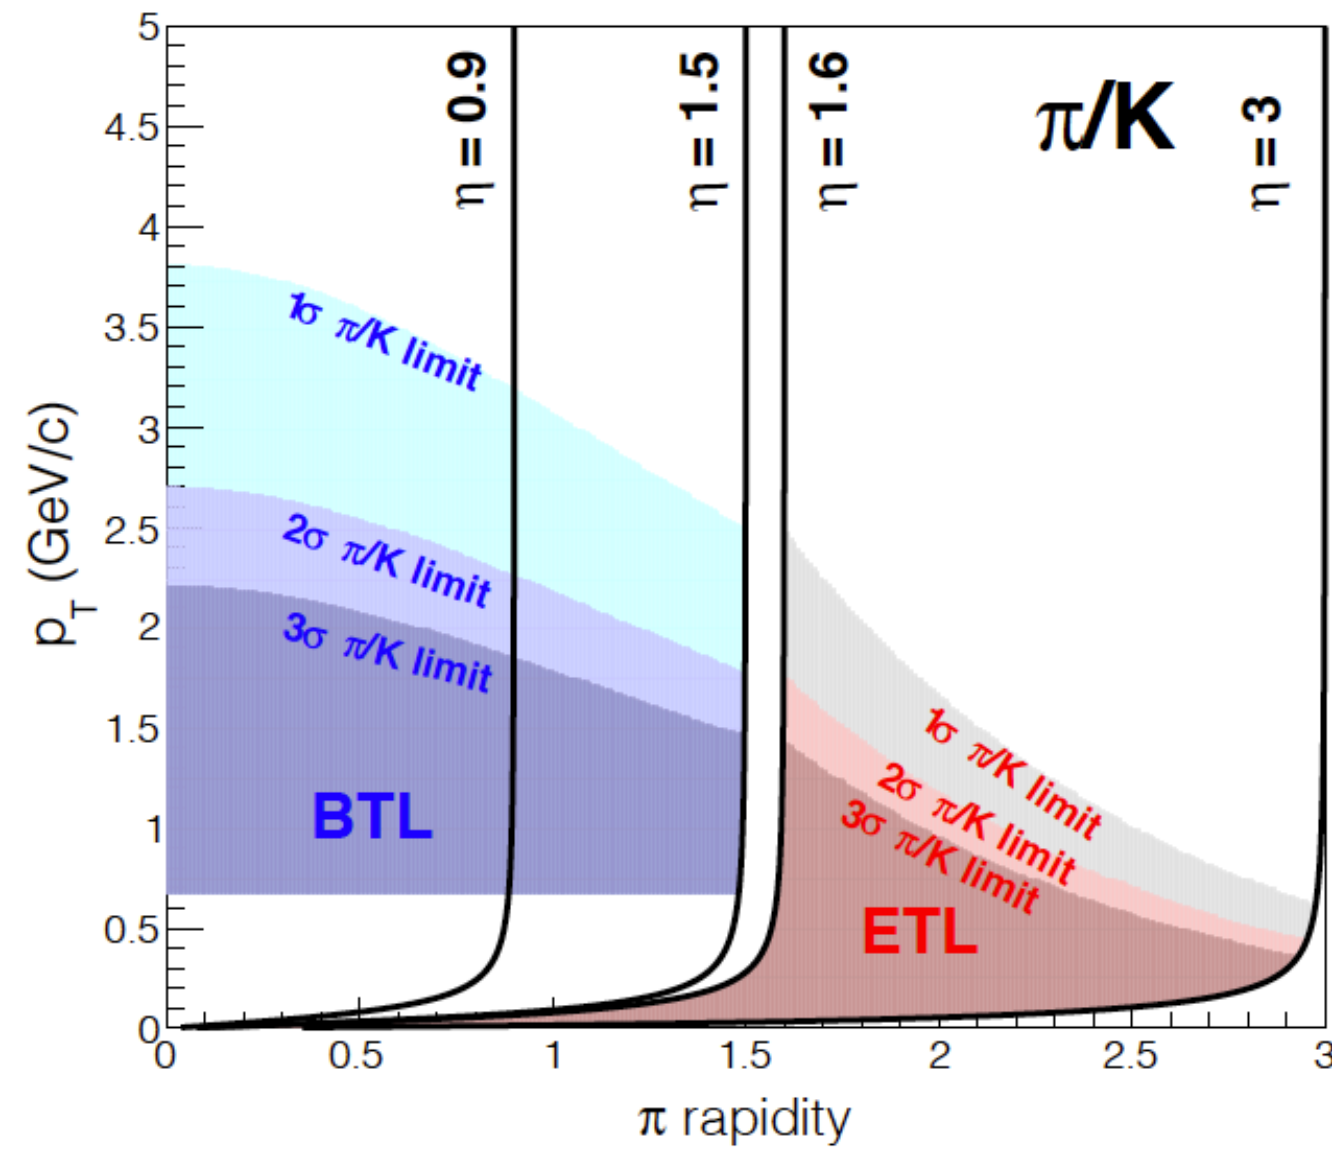 5
4.5
4
3.5
3
2.5
2
1.5
1
0.5
0
p_T (GeV/c)
η = 0.9
η = 1.5
η = 1.6
η = 3
π/K
1σ π/K limit
2σ π/K limit
3σ π/K limit
BTL
1σ π/K limit
2σ π/K limit
3σ π/K limit
ETL
0 0.5 1 1.5 2 2.5 3
π rapidity